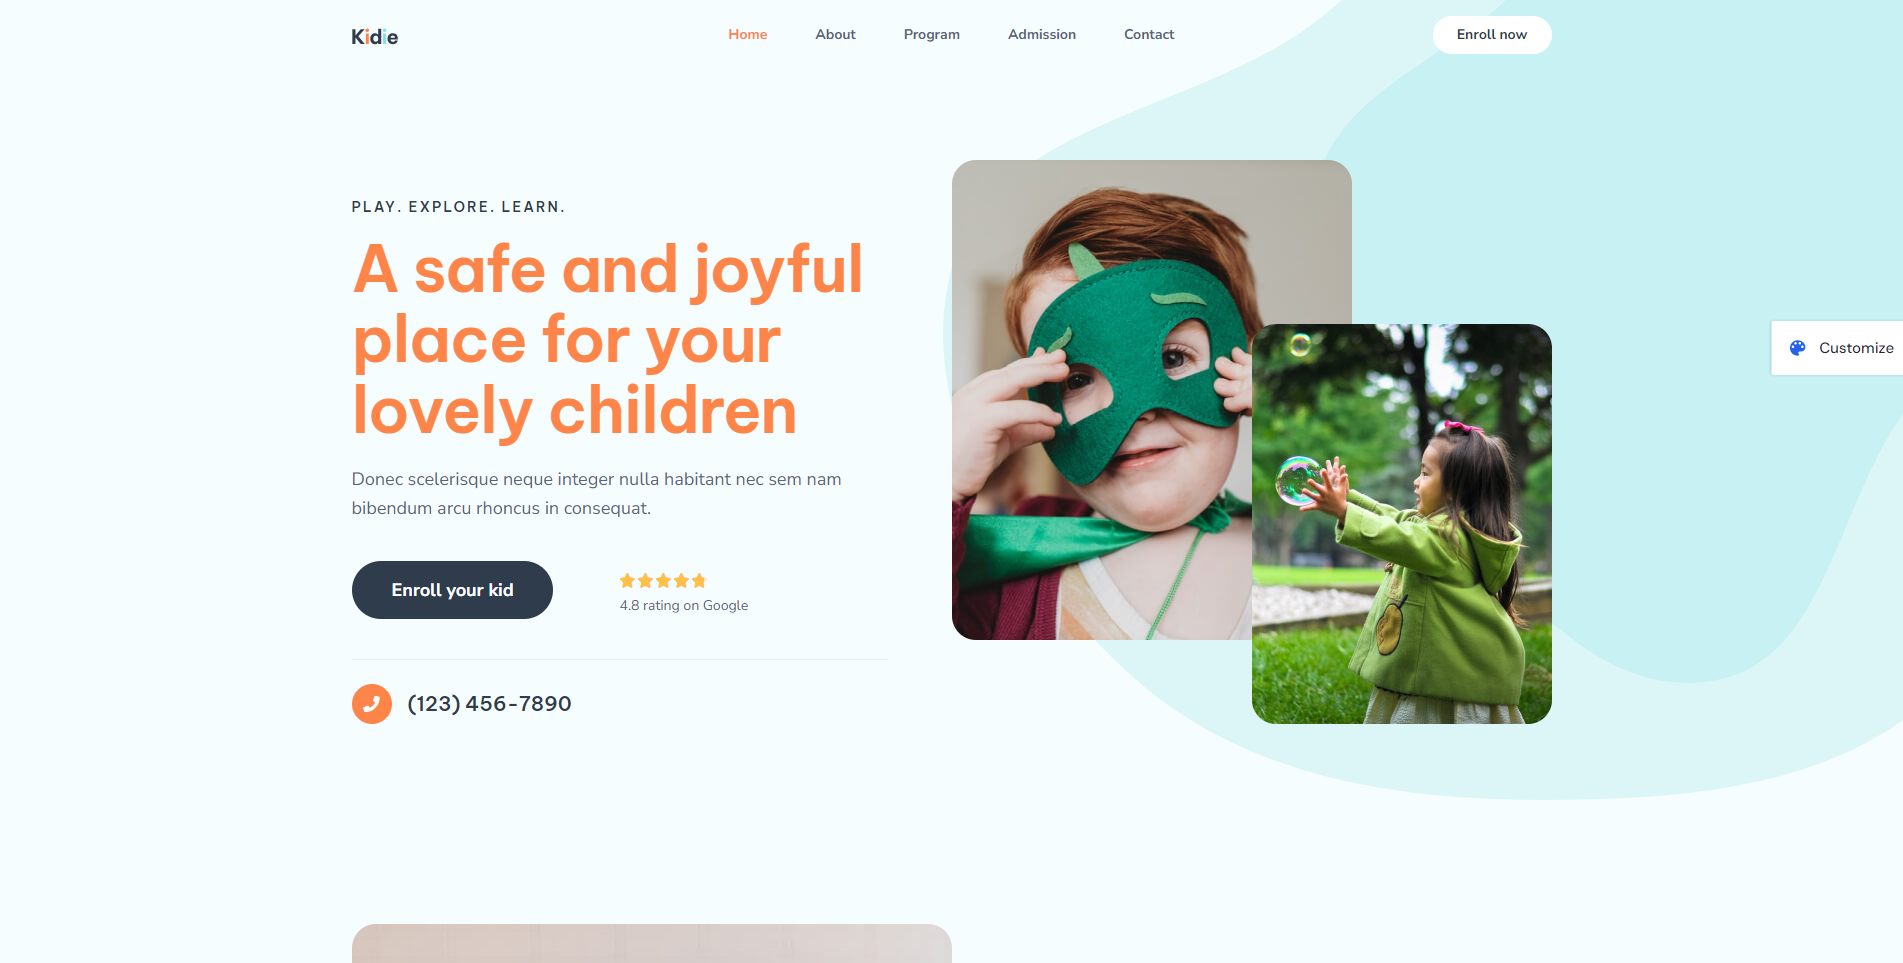 Kidie
Home
About
Program
Admission
Contact
Enroll now
PLAY. EXPLORE. LEARN.
A safe and joyful
place for your
lovely children
Donec scelerisque neque integer nulla habitant nec sem nam
bibendum arcu rhoncus in consequat.
Enroll your kid
4.8 rating on Google
(123) 456-7890
Customize